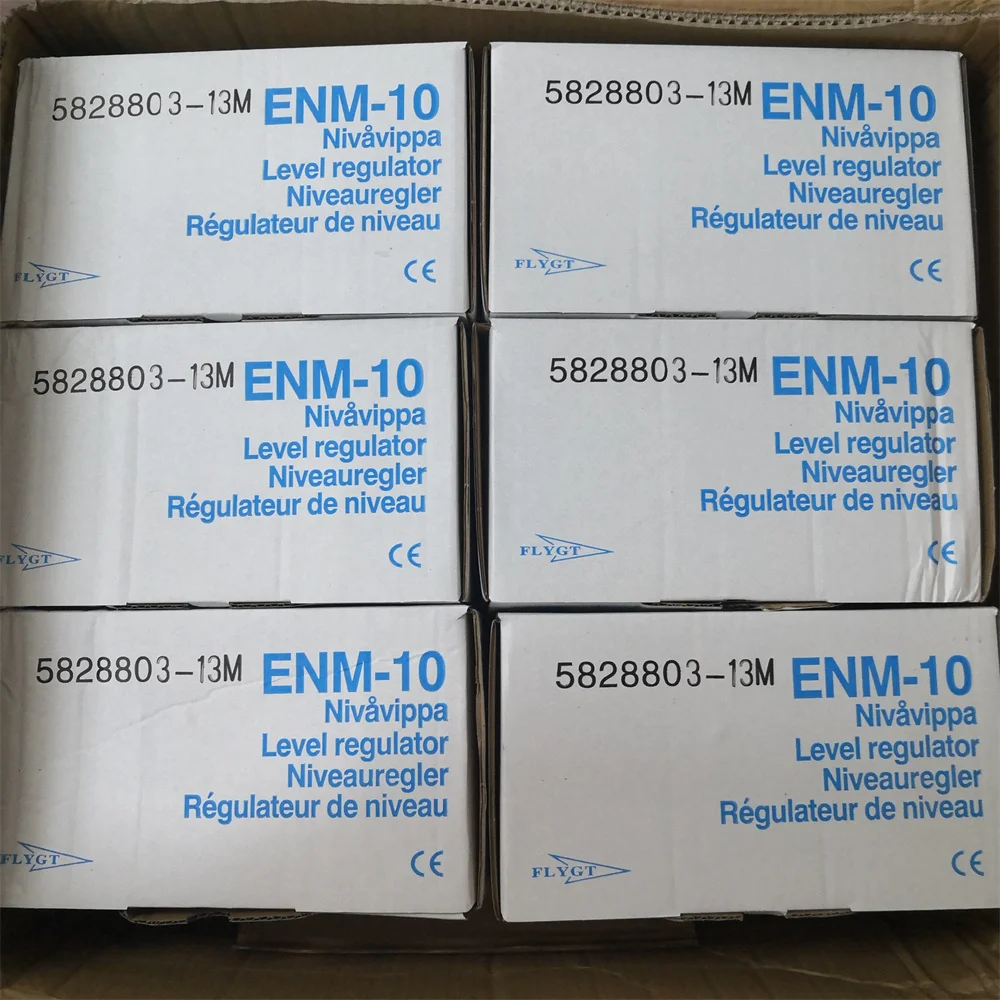 5828803-13M ENM-10
Nivåvippa
Level regulator
Niveauregler
Régulateur de niveau
FLYGT
CE
5828803-13M ENM-10
Nivåvippa
Level regulator
Niveauregler
Régulateur de niveau
FLYGT
CE
5828803-13M ENM-10
Nivåvippa
Level regulator
Niveauregler
Régulateur de niveau
FLYGT
CE
5828803-13M ENM-10
Nivåvippa
Level regulator
Niveauregler
Régulateur de niveau
FLYGT
CE
5828803-13M ENM-10
Nivåvippa
Level regulator
Niveauregler
Régulateur de niveau
FLYGT
CE
5828803-13M ENM-10
Nivåvippa
Level regulator
Niveauregler
Régulateur de niveau
FLYGT
CE